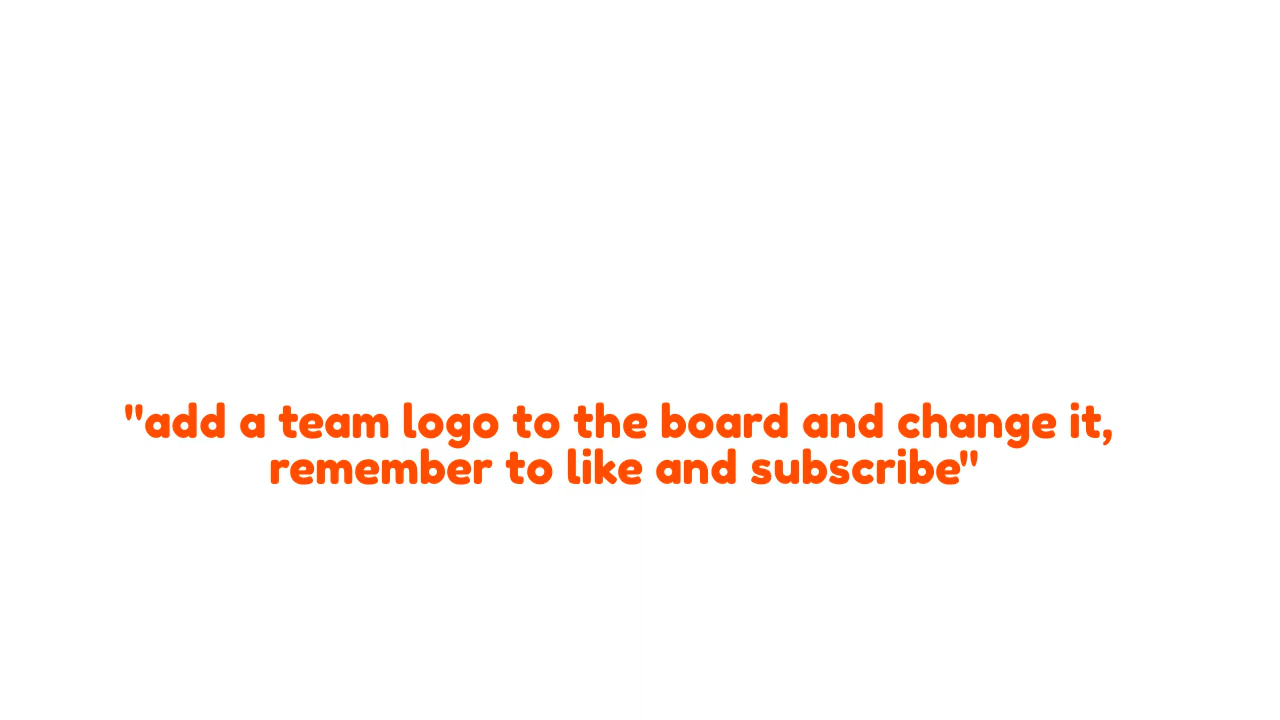 "add a team logo to the board and change it,
remember to like and subscribe"